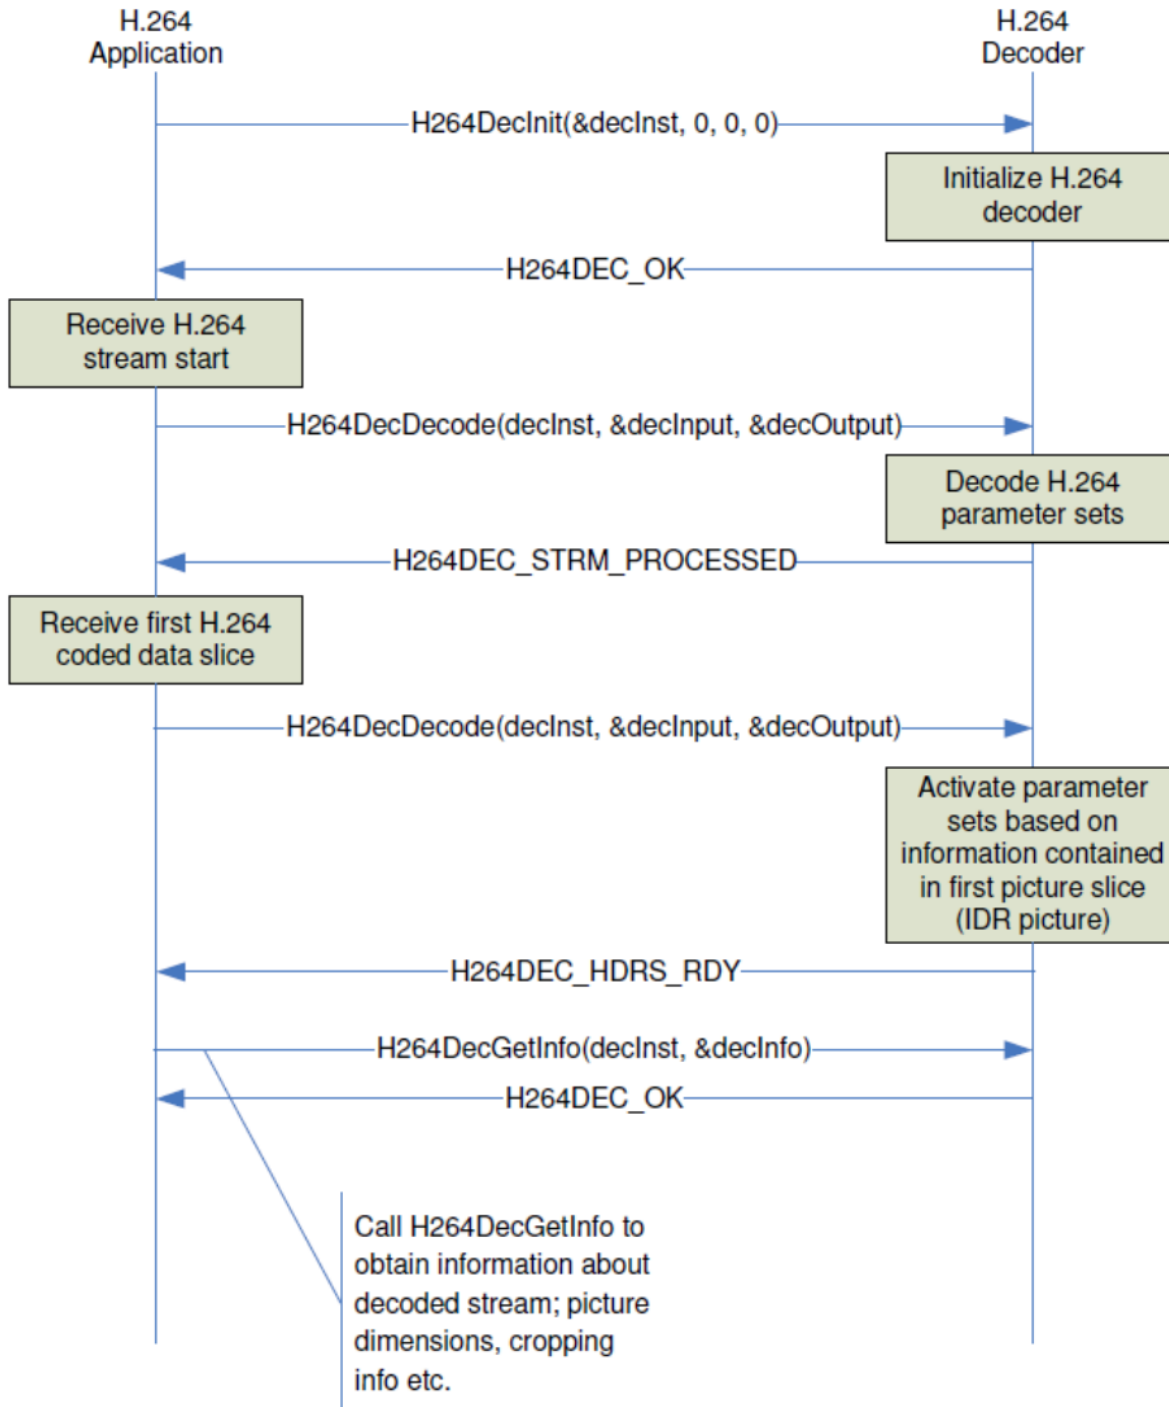 H.264
Application
H.264
Decoder
H264DecInit(&decInst, 0, 0, 0)
Initialize H.264
decoder
H264DEC_OK
Receive H.264
stream start
H264DecDecode(decInst, &decInput, &decOutput)
Decode H.264
parameter sets
H264DEC_STRM_PROCESSED
Receive first H.264
coded data slice
H264DecDecode(decInst, &decInput, &decOutput)
Activate parameter
sets based on
information contained
in first picture slice
(IDR picture)
H264DEC_HDRS_RDY
H264DecGetInfo(decInst, &decInfo)
H264DEC_OK
Call H264DecGetInfo to
obtain information about
decoded stream; picture
dimensions, cropping
info etc.